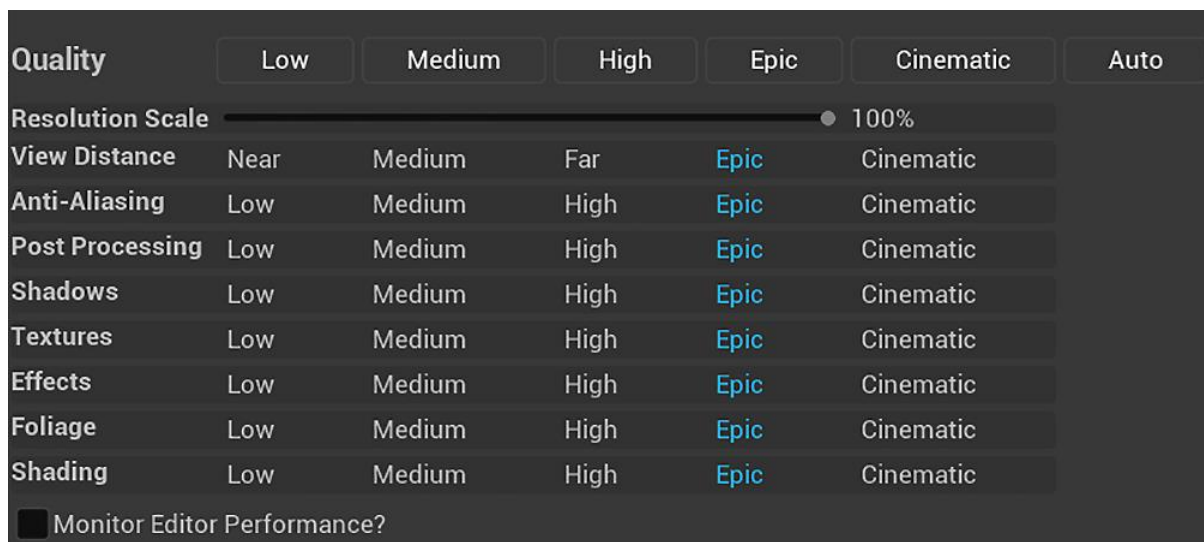 Quality Low Medium High Epic Cinematic Auto
Resolution Scale 100%
View Distance Near Medium Far Epic Cinematic
Anti-Aliasing Low Medium High Epic Cinematic
Post Processing Low Medium High Epic Cinematic
Shadows Low Medium High Epic Cinematic
Textures Low Medium High Epic Cinematic
Effects Low Medium High Epic Cinematic
Foliage Low Medium High Epic Cinematic
Shading Low Medium High Epic Cinematic
Monitor Editor Performance?